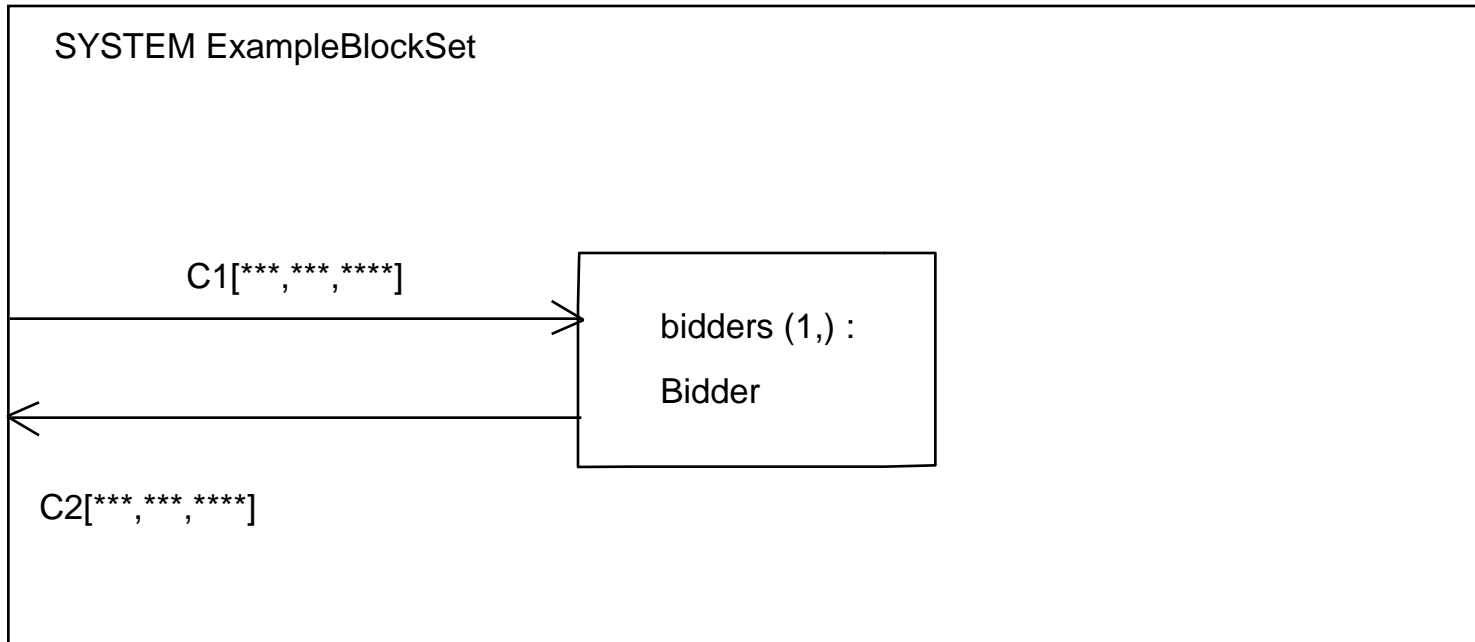 SYSTEM ExampleBlockSet
C1[***,***,****]
bidders (1,) :
Bidder
C2[***,***,****]